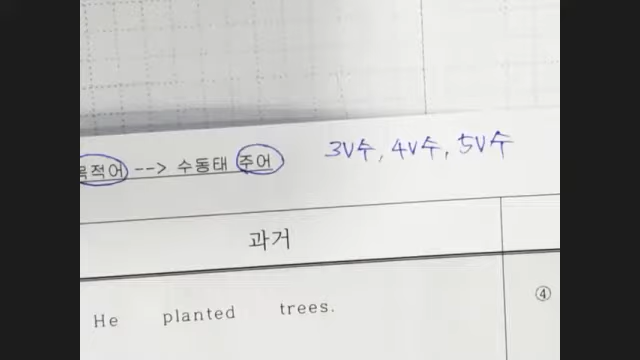 목적어 --> 수동태 주어 3V수, 4V수, 5V수
과거
He planted trees.
④